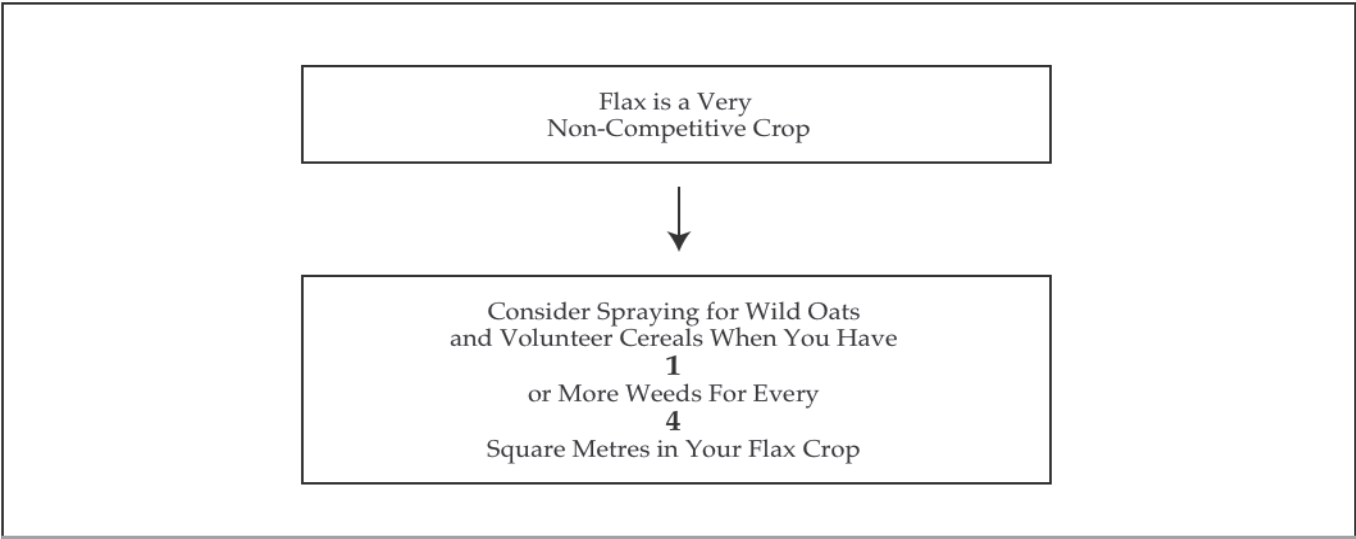 Flax is a Very
Non-Competitive Crop
Consider Spraying for Wild Oats
and Volunteer Cereals When You Have
1
or More Weeds For Every
4
Square Metres in Your Flax Crop